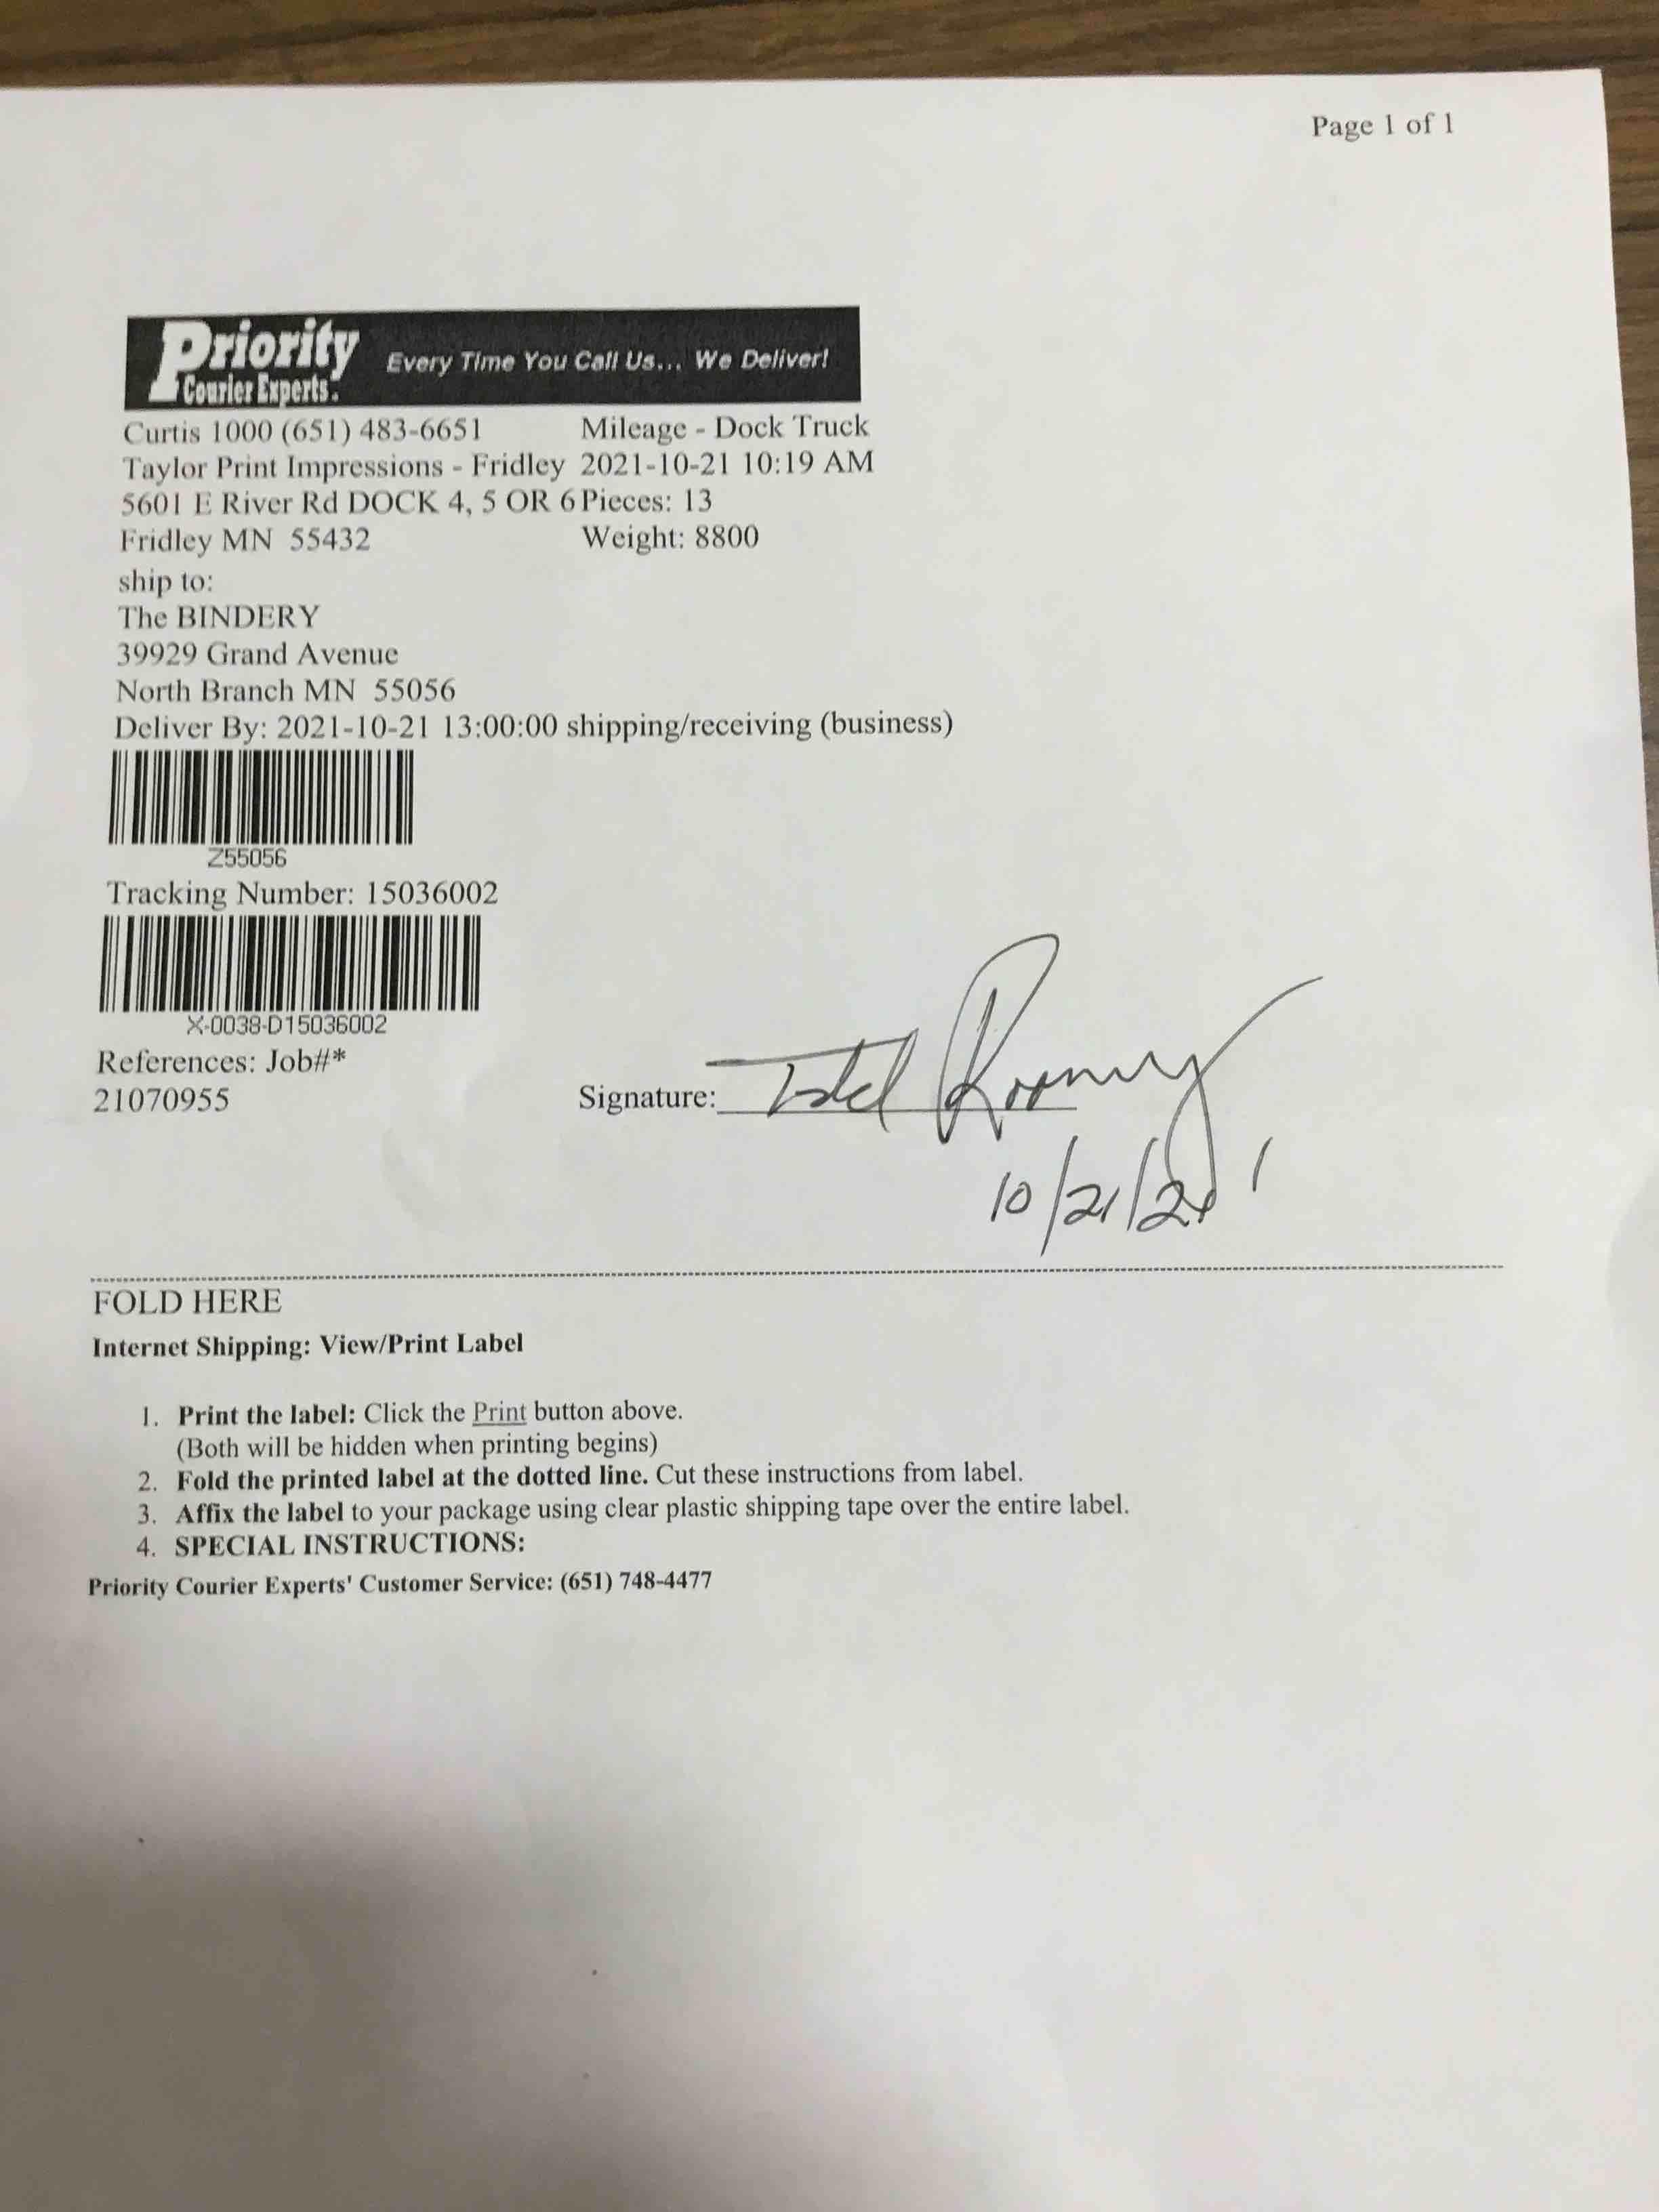 Page 1 of 1
Priority Courier Experts. Every Time You Call Us... We Deliver!
Curtis 1000 (651) 483-6651 Mileage - Dock Truck
Taylor Print Impressions - Fridley 2021-10-21 10:19 AM
5601 E River Rd DOCK 4, 5 OR 6 Pieces: 13
Fridley MN 55432 Weight: 8800
ship to:
The BINDERY
39929 Grand Avenue
North Branch MN 55056
Deliver By: 2021-10-21 13:00:00 shipping/receiving (business)
Z55056
Tracking Number: 15036002
X-0038-D15036002
References: Job#*
21070955
Signature:
10/21/21
FOLD HERE
Internet Shipping: View/Print Label
1. Print the label: Click the Print button above.
(Both will be hidden when printing begins)
2. Fold the printed label at the dotted line. Cut these instructions from label.
3. Affix the label to your package using clear plastic shipping tape over the entire label.
4. SPECIAL INSTRUCTIONS:
Priority Courier Experts' Customer Service: (651) 748-4477